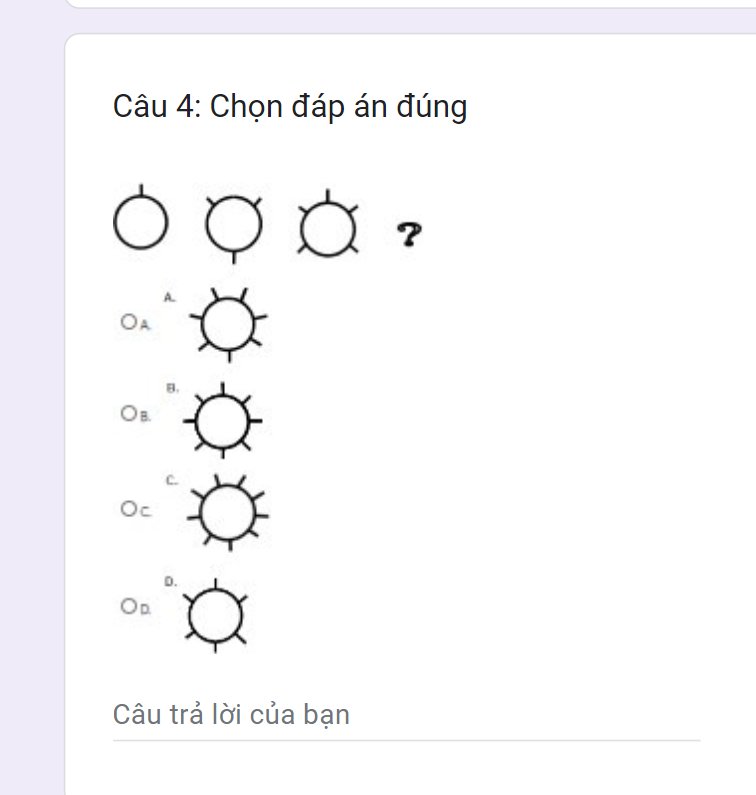 Câu 4: Chọn đáp án đúng
?
A.
A.
B.
B.
C.
C.
D.
D.
Câu trả lời của bạn